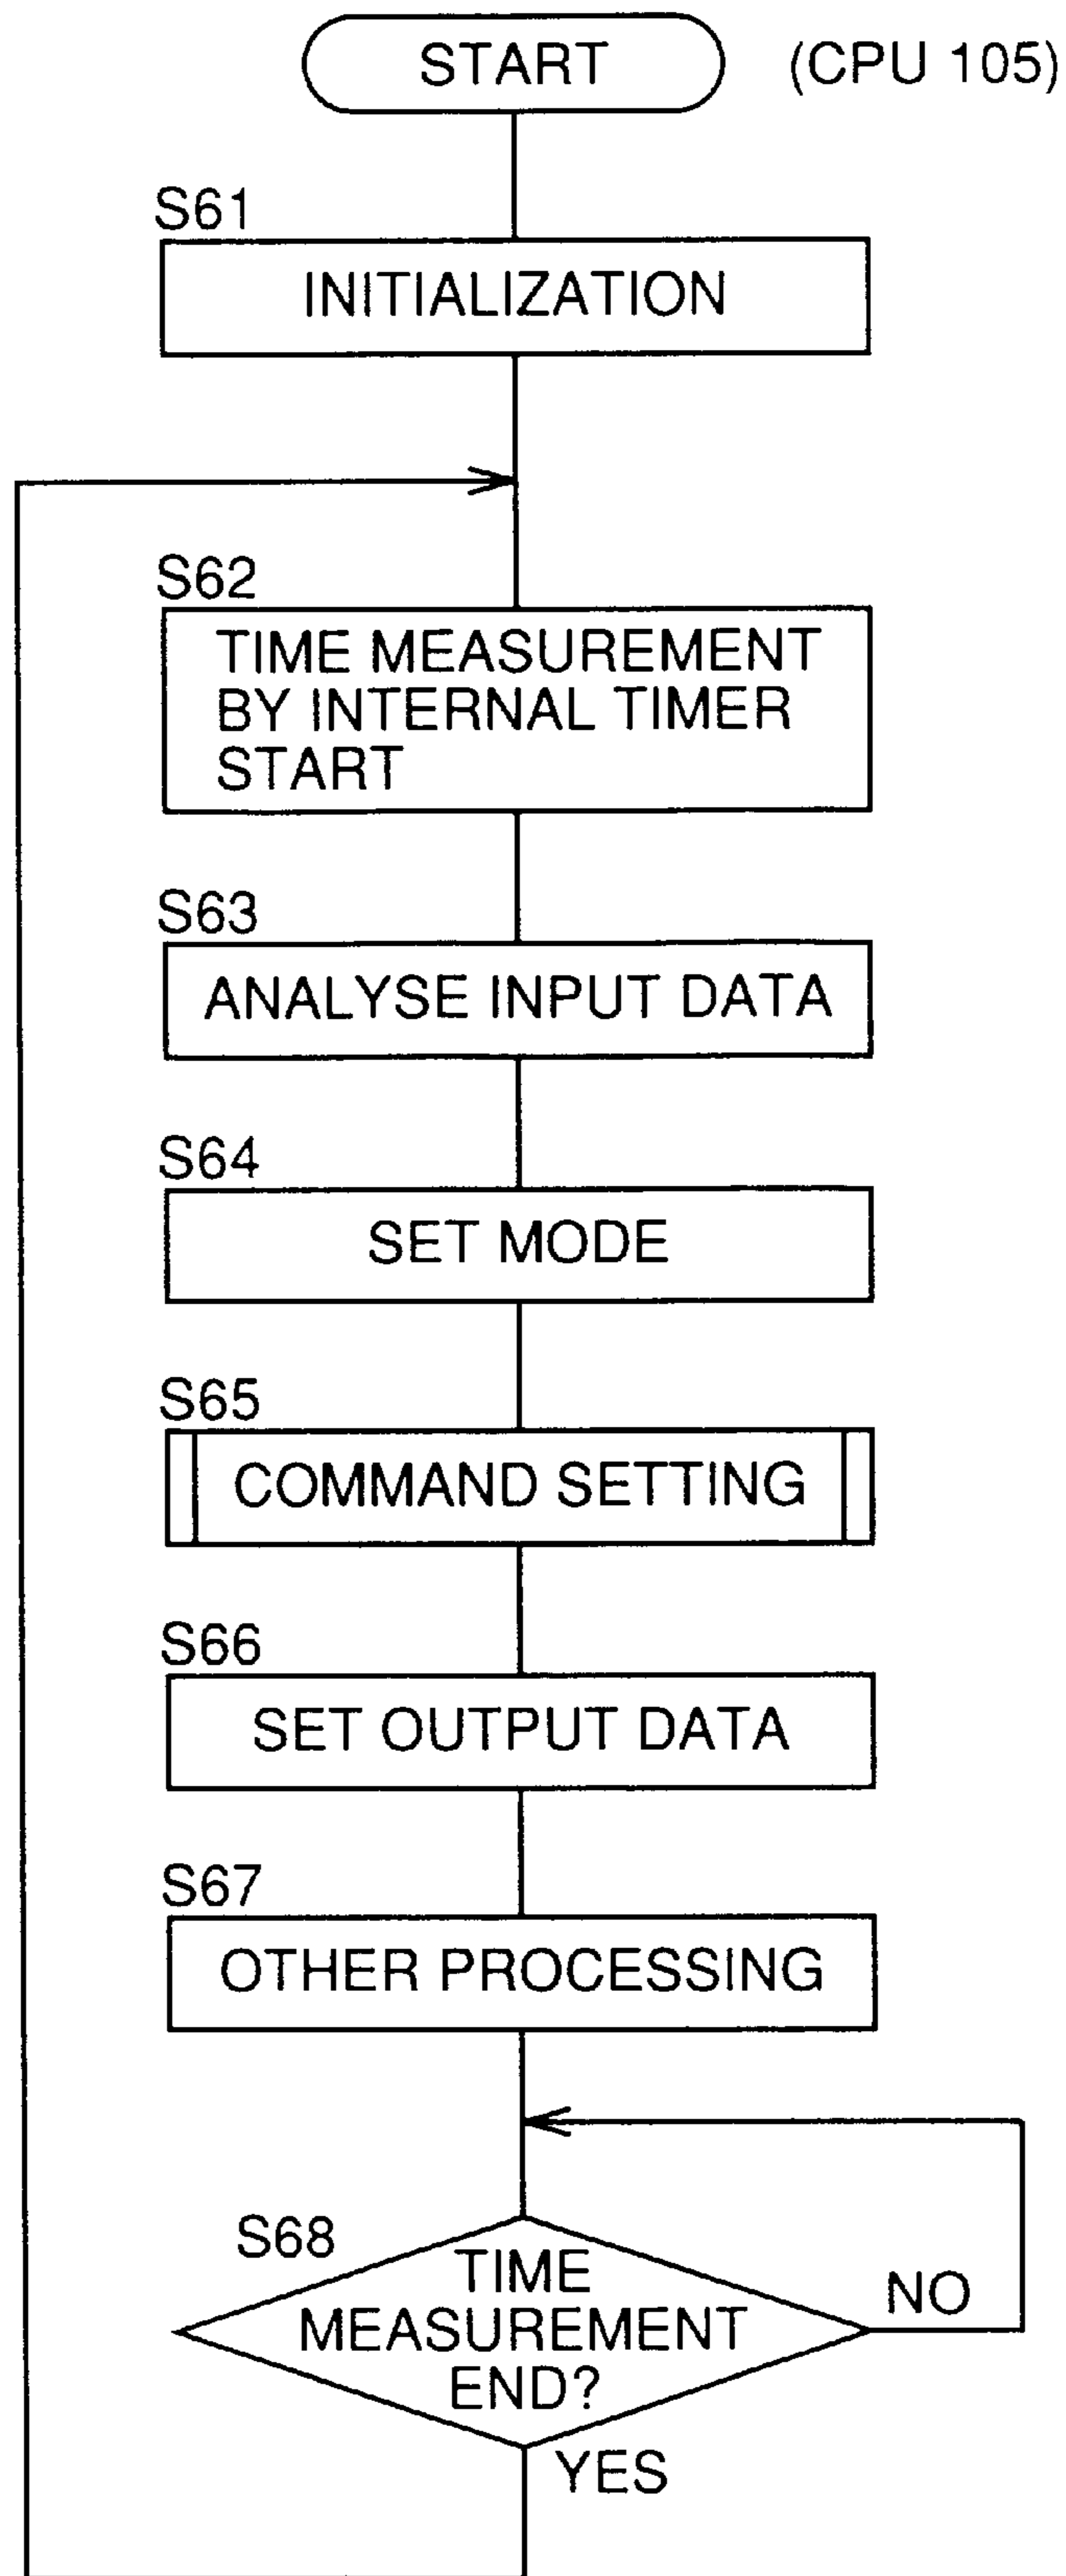 START
(CPU 105)
S61
INITIALIZATION
S62
TIME MEASUREMENT
BY INTERNAL TIMER
START
S63
ANALYSE INPUT DATA
S64
SET MODE
S65
COMMAND SETTING
S66
SET OUTPUT DATA
S67
OTHER PROCESSING
S68
TIME
MEASUREMENT
END?
NO
YES